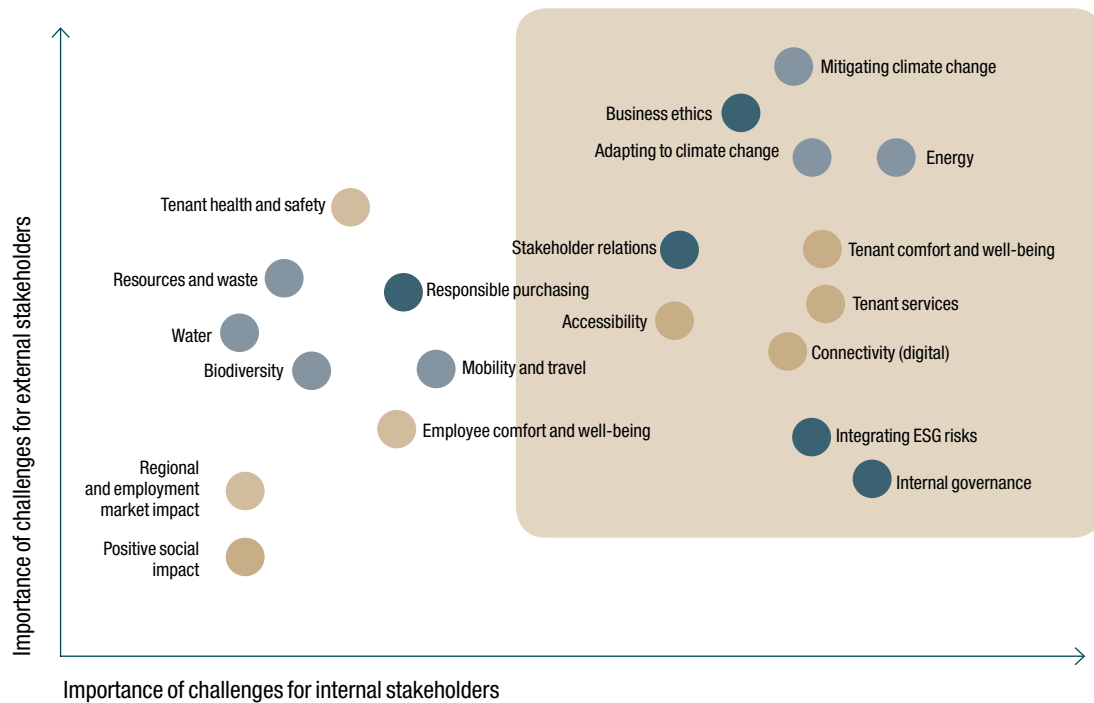 Mitigating climate change
Business ethics
Adapting to climate change
Energy
Tenant health and safety
Stakeholder relations
Tenant comfort and well-being
Resources and waste
Responsible purchasing
Tenant services
Accessibility
Water
Connectivity (digital)
Biodiversity
Mobility and travel
Employee comfort and well-being
Integrating ESG risks
Regional
and employment
market impact
Internal governance
Positive social
impact
Importance of challenges for external stakeholders
Importance of challenges for internal stakeholders